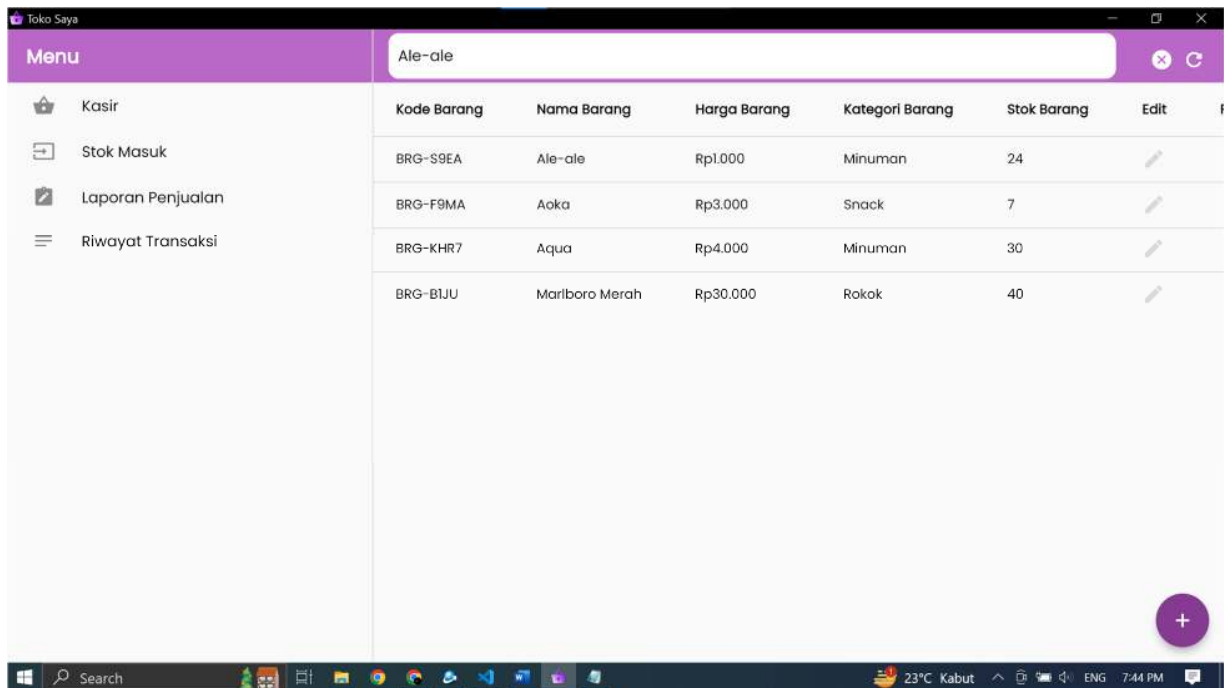 Toko Saya
Menu
Ale-ale
Kasir
Stok Masuk
Laporan Penjualan
Riwayat Transaksi
Kode Barang Nama Barang Harga Barang Kategori Barang Stok Barang Edit
BRG-S9EA Ale-ale Rp1.000 Minuman 24
BRG-F9MA Aoka Rp3.000 Snack 7
BRG-KHR7 Aqua Rp4.000 Minuman 30
BRG-B1JU Marlboro Merah Rp30.000 Rokok 40
Search 23°C Kabut ENG 7:44 PM